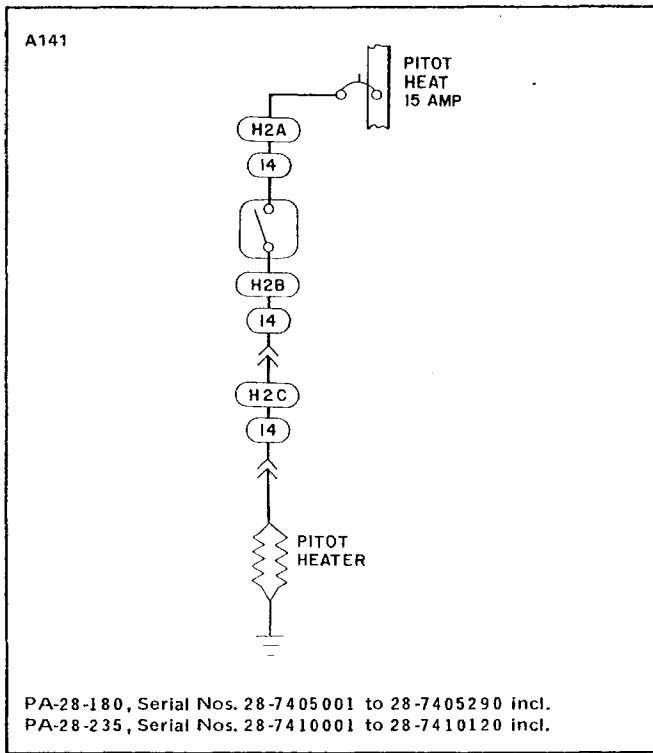 A141
PITOT
HEAT
15 AMP
H2A
14
H2B
14
H2C
14
PITOT
HEATER
PA-28-180, Serial Nos. 28-7405001 to 28-7405290 incl.
PA-28-235, Serial Nos. 28-7410001 to 28-7410120 incl.